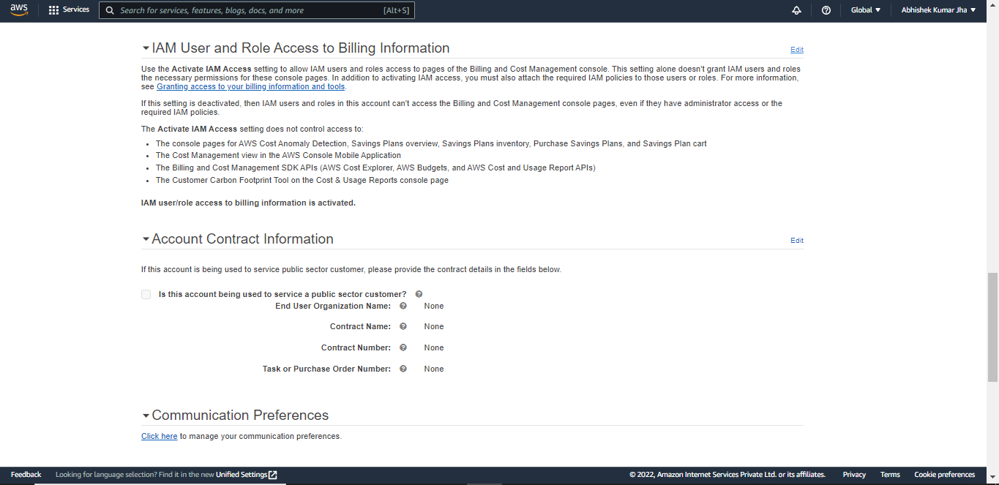 aws
Services
Search for services, features, blogs, docs, and more
[Alt+S]
Global
Abhishek Kumar Jha
IAM User and Role Access to Billing Information
Edit
Use the Activate IAM Access setting to allow IAM users and roles access to pages of the Billing and Cost Management console. This setting alone doesn't grant IAM users and roles
the necessary permissions for these console pages. In addition to activating IAM access, you must also attach the required IAM policies to those users or roles. For more information,
see Granting access to your billing information and tools.
If this setting is deactivated, then IAM users and roles in this account can't access the Billing and Cost Management console pages, even if they have administrator access or the
required IAM policies.
The Activate IAM Access setting does not control access to:
• The console pages for AWS Cost Anomaly Detection, Savings Plans overview, Savings Plans inventory, Purchase Savings Plans, and Savings Plan cart
• The Cost Management view in the AWS Console Mobile Application
• The Billing and Cost Management SDK APIs (AWS Cost Explorer, AWS Budgets, and AWS Cost and Usage Report APIs)
• The Customer Carbon Footprint Tool on the Cost & Usage Reports console page
IAM user/role access to billing information is activated.
Account Contract Information
Edit
If this account is being used to service public sector customer, please provide the contract details in the fields below.
Is this account being used to service a public sector customer? ?
End User Organization Name: ? None
Contract Name: ? None
Contract Number: ? None
Task or Purchase Order Number: ? None
Communication Preferences
Click here to manage your communication preferences.
Feedback
Looking for language selection? Find it in the new Unified Settings
© 2022, Amazon Internet Services Private Ltd. or its affiliates.
Privacy
Terms
Cookie preferences